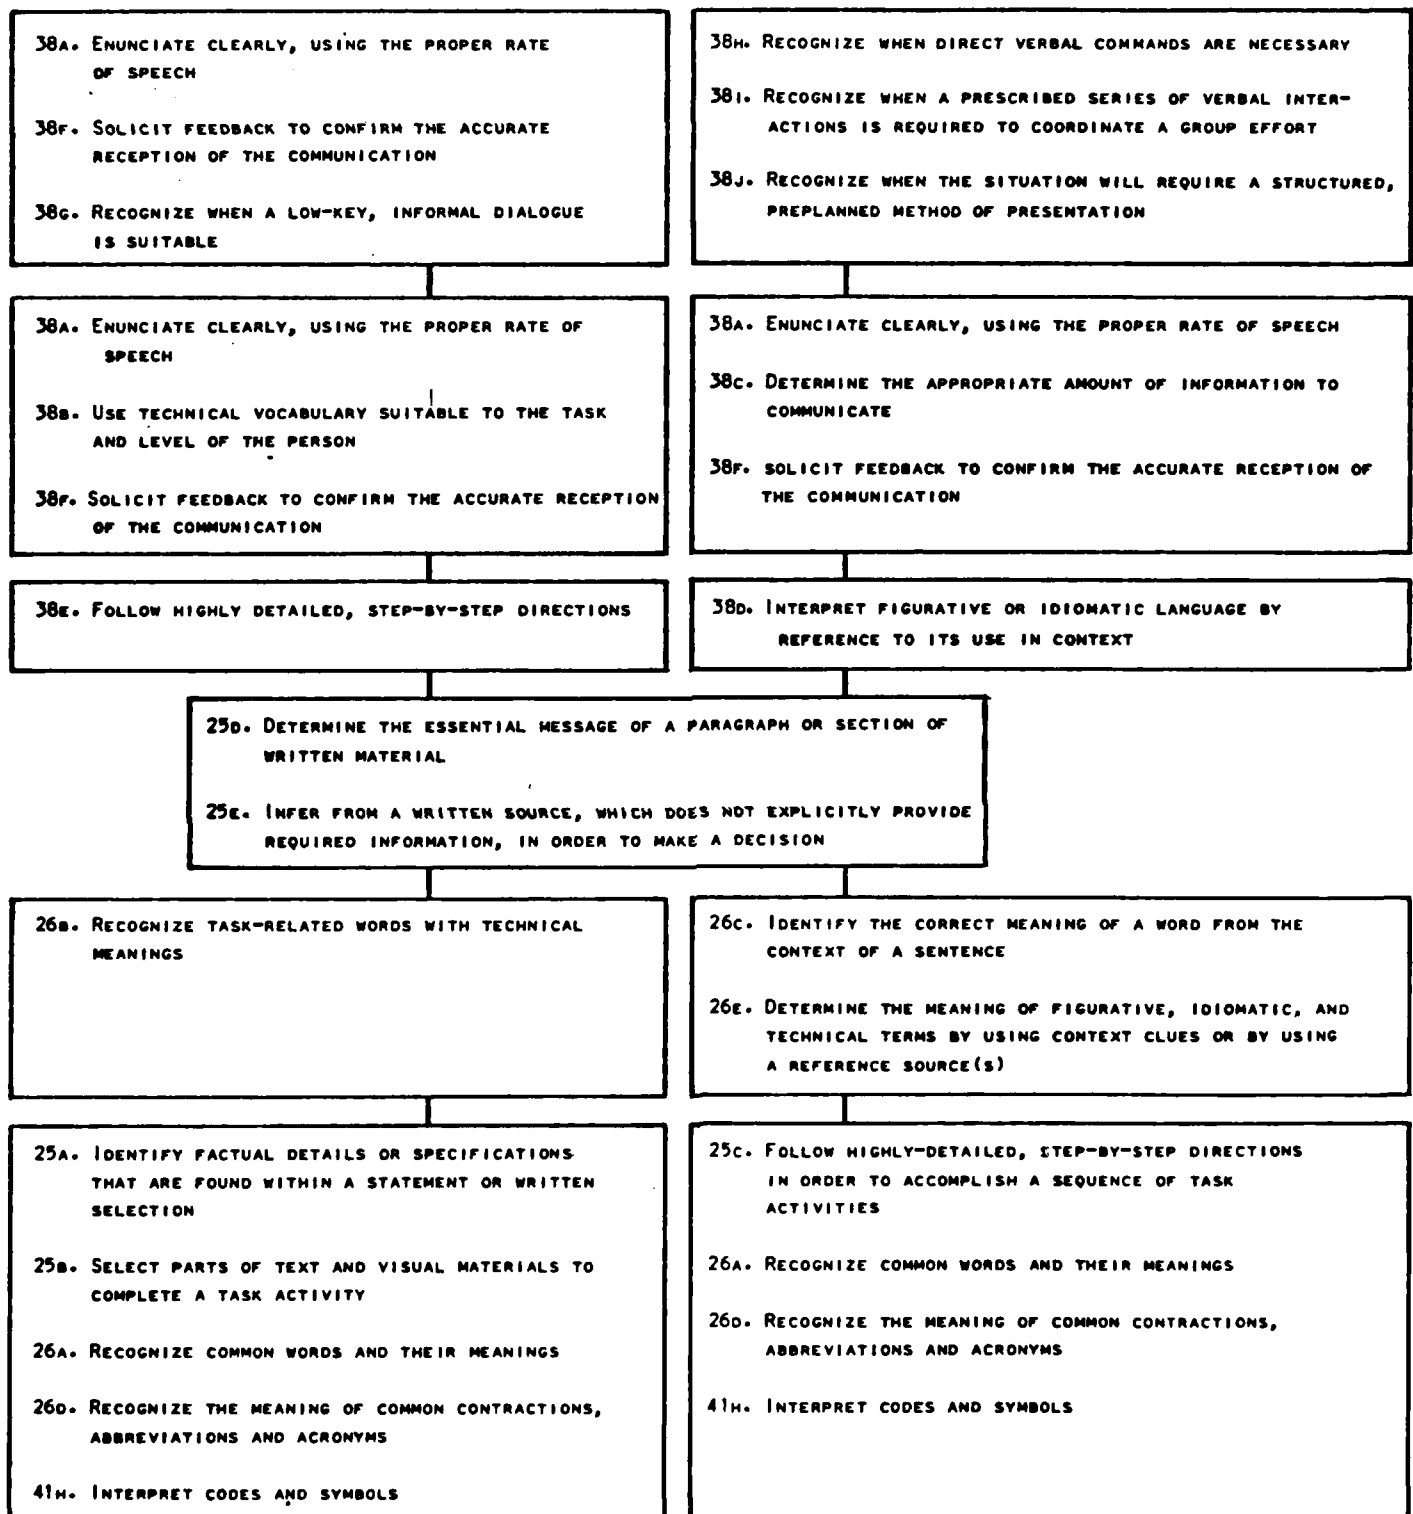 38A. ENUNCIATE CLEARLY, USING THE PROPER RATE
OF SPEECH
38F. SOLICIT FEEDBACK TO CONFIRM THE ACCURATE
RECEPTION OF THE COMMUNICATION
38G. RECOGNIZE WHEN A LOW-KEY, INFORMAL DIALOGUE
IS SUITABLE
38H. RECOGNIZE WHEN DIRECT VERBAL COMMANDS ARE NECESSARY
38I. RECOGNIZE WHEN A PRESCRIBED SERIES OF VERBAL INTER-
ACTIONS IS REQUIRED TO COORDINATE A GROUP EFFORT
38J. RECOGNIZE WHEN THE SITUATION WILL REQUIRE A STRUCTURED,
PREPLANNED METHOD OF PRESENTATION
38A. ENUNCIATE CLEARLY, USING THE PROPER RATE OF
SPEECH
38B. USE TECHNICAL VOCABULARY SUITABLE TO THE TASK
AND LEVEL OF THE PERSON
38F. SOLICIT FEEDBACK TO CONFIRM THE ACCURATE RECEPTION
OF THE COMMUNICATION
38A. ENUNCIATE CLEARLY, USING THE PROPER RATE OF SPEECH
38C. DETERMINE THE APPROPRIATE AMOUNT OF INFORMATION TO
COMMUNICATE
38F. SOLICIT FEEDBACK TO CONFIRM THE ACCURATE RECEPTION OF
THE COMMUNICATION
38E. FOLLOW HIGHLY DETAILED, STEP-BY-STEP DIRECTIONS
38D. INTERPRET FIGURATIVE OR IDIOMATIC LANGUAGE BY
REFERENCE TO ITS USE IN CONTEXT
25D. DETERMINE THE ESSENTIAL MESSAGE OF A PARAGRAPH OR SECTION OF
WRITTEN MATERIAL
25E. INFER FROM A WRITTEN SOURCE, WHICH DOES NOT EXPLICITLY PROVIDE
REQUIRED INFORMATION, IN ORDER TO MAKE A DECISION
26B. RECOGNIZE TASK-RELATED WORDS WITH TECHNICAL
MEANINGS
26C. IDENTIFY THE CORRECT MEANING OF A WORD FROM THE
CONTEXT OF A SENTENCE
26E. DETERMINE THE MEANING OF FIGURATIVE, IDIOMATIC, AND
TECHNICAL TERMS BY USING CONTEXT CLUES OR BY USING
A REFERENCE SOURCE(S)
25A. IDENTIFY FACTUAL DETAILS OR SPECIFICATIONS
THAT ARE FOUND WITHIN A STATEMENT OR WRITTEN
SELECTION
25B. SELECT PARTS OF TEXT AND VISUAL MATERIALS TO
COMPLETE A TASK ACTIVITY
26A. RECOGNIZE COMMON WORDS AND THEIR MEANINGS
26D. RECOGNIZE THE MEANING OF COMMON CONTRACTIONS,
ABBREVIATIONS AND ACRONYMS
41H. INTERPRET CODES AND SYMBOLS
25C. FOLLOW HIGHLY-DETAILED, STEP-BY-STEP DIRECTIONS
IN ORDER TO ACCOMPLISH A SEQUENCE OF TASK
ACTIVITIES
26A. RECOGNIZE COMMON WORDS AND THEIR MEANINGS
26D. RECOGNIZE THE MEANING OF COMMON CONTRACTIONS,
ABBREVIATIONS AND ACRONYMS
41H. INTERPRET CODES AND SYMBOLS